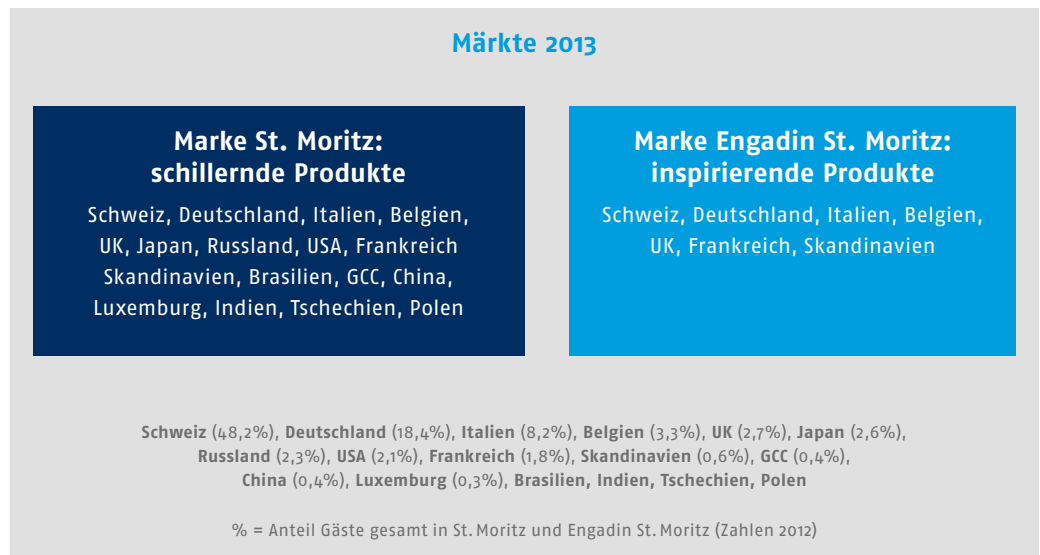 Märkte 2013
Marke St. Moritz:
schillernde Produkte
Schweiz, Deutschland, Italien, Belgien,
UK, Japan, Russland, USA, Frankreich
Skandinavien, Brasilien, GCC, China,
Luxemburg, Indien, Tschechien, Polen
Marke Engadin St. Moritz:
inspirierende Produkte
Schweiz, Deutschland, Italien, Belgien,
UK, Frankreich, Skandinavien
Schweiz (48,2%), Deutschland (18,4%), Italien (8,2%), Belgien (3,3%), UK (2,7%), Japan (2,6%),
Russland (2,3%), USA (2,1%), Frankreich (1,8%), Skandinavien (0,6%), GCC (0,4%),
China (0,4%), Luxemburg (0,3%), Brasilien, Indien, Tschechien, Polen
% = Anteil Gäste gesamt in St. Moritz und Engadin St. Moritz (Zahlen 2012)